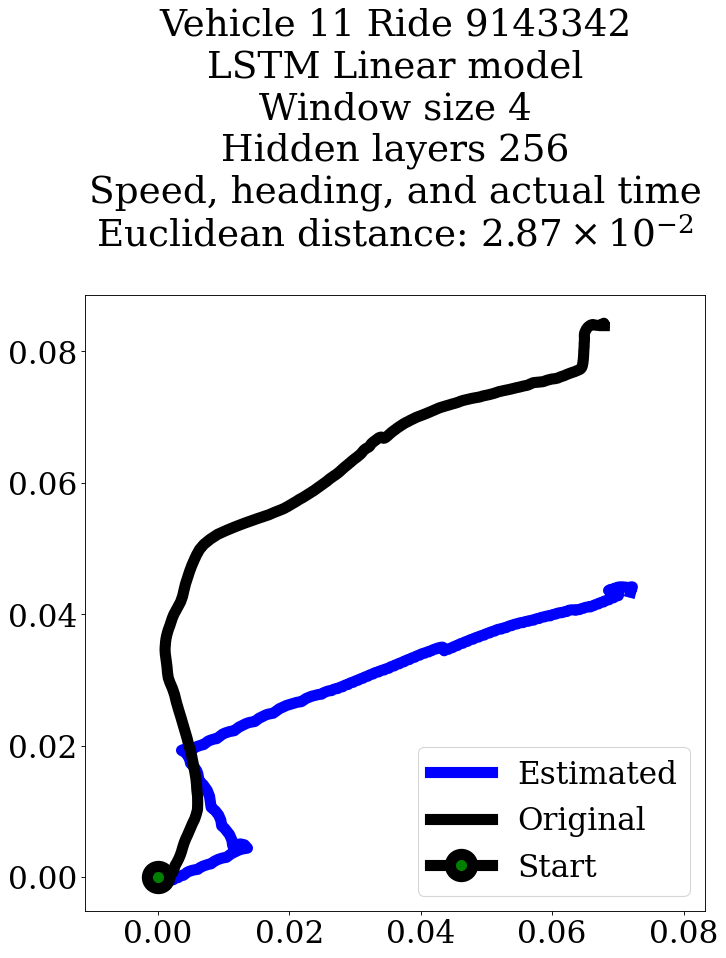 Vehicle 11 Ride 9143342
LSTM Linear model
Window size 4
Hidden layers 256
Speed, heading, and actual time
Euclidean distance: 2.87 × 10⁻²
0.08
0.06
0.04
0.02
0.00
Estimated
Original
Start
0.00 0.02 0.04 0.06 0.08